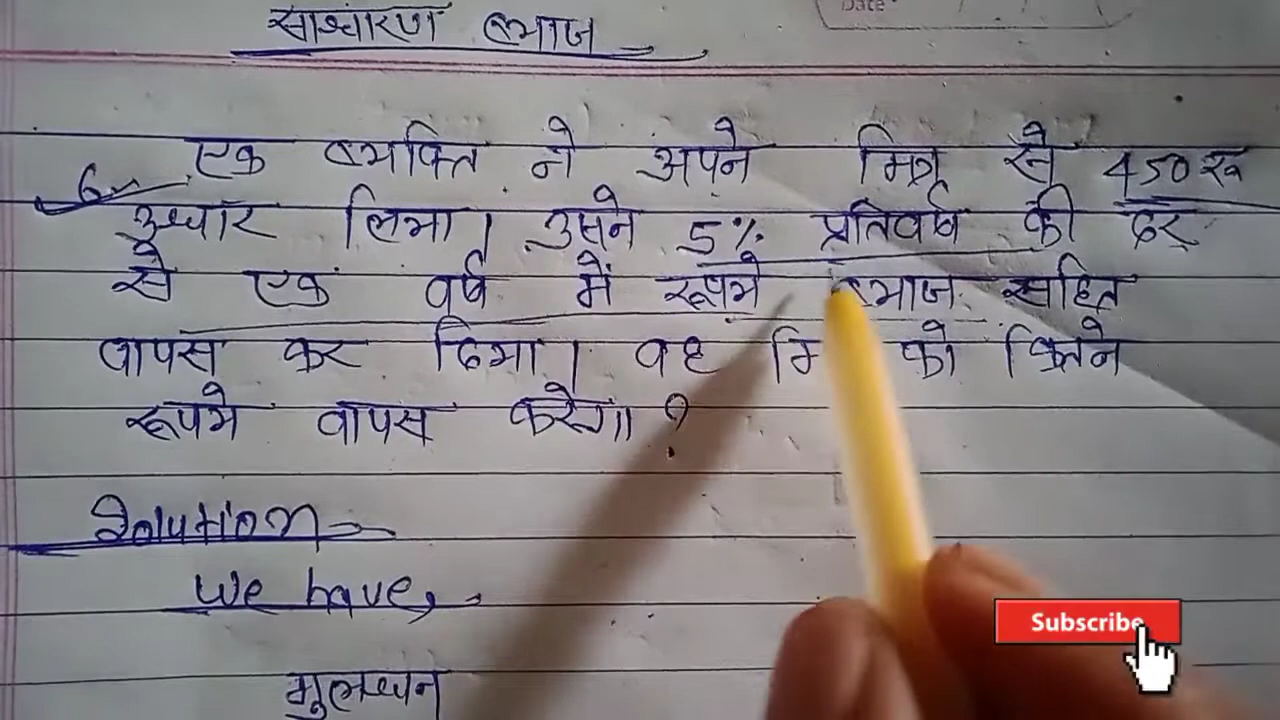 साधारण ब्याज
Date
6. एक व्यक्ति ने अपने मित्र से 450 रू
उधार लिया। उसने 5% प्रतिवर्ष की दर
से एक वर्ष में रूपये ब्याज सहित
वापस कर दिया। वह मि को कितने
रूपये वापस करेगा ?
Solution
we have,
मुलधन
Subscribe